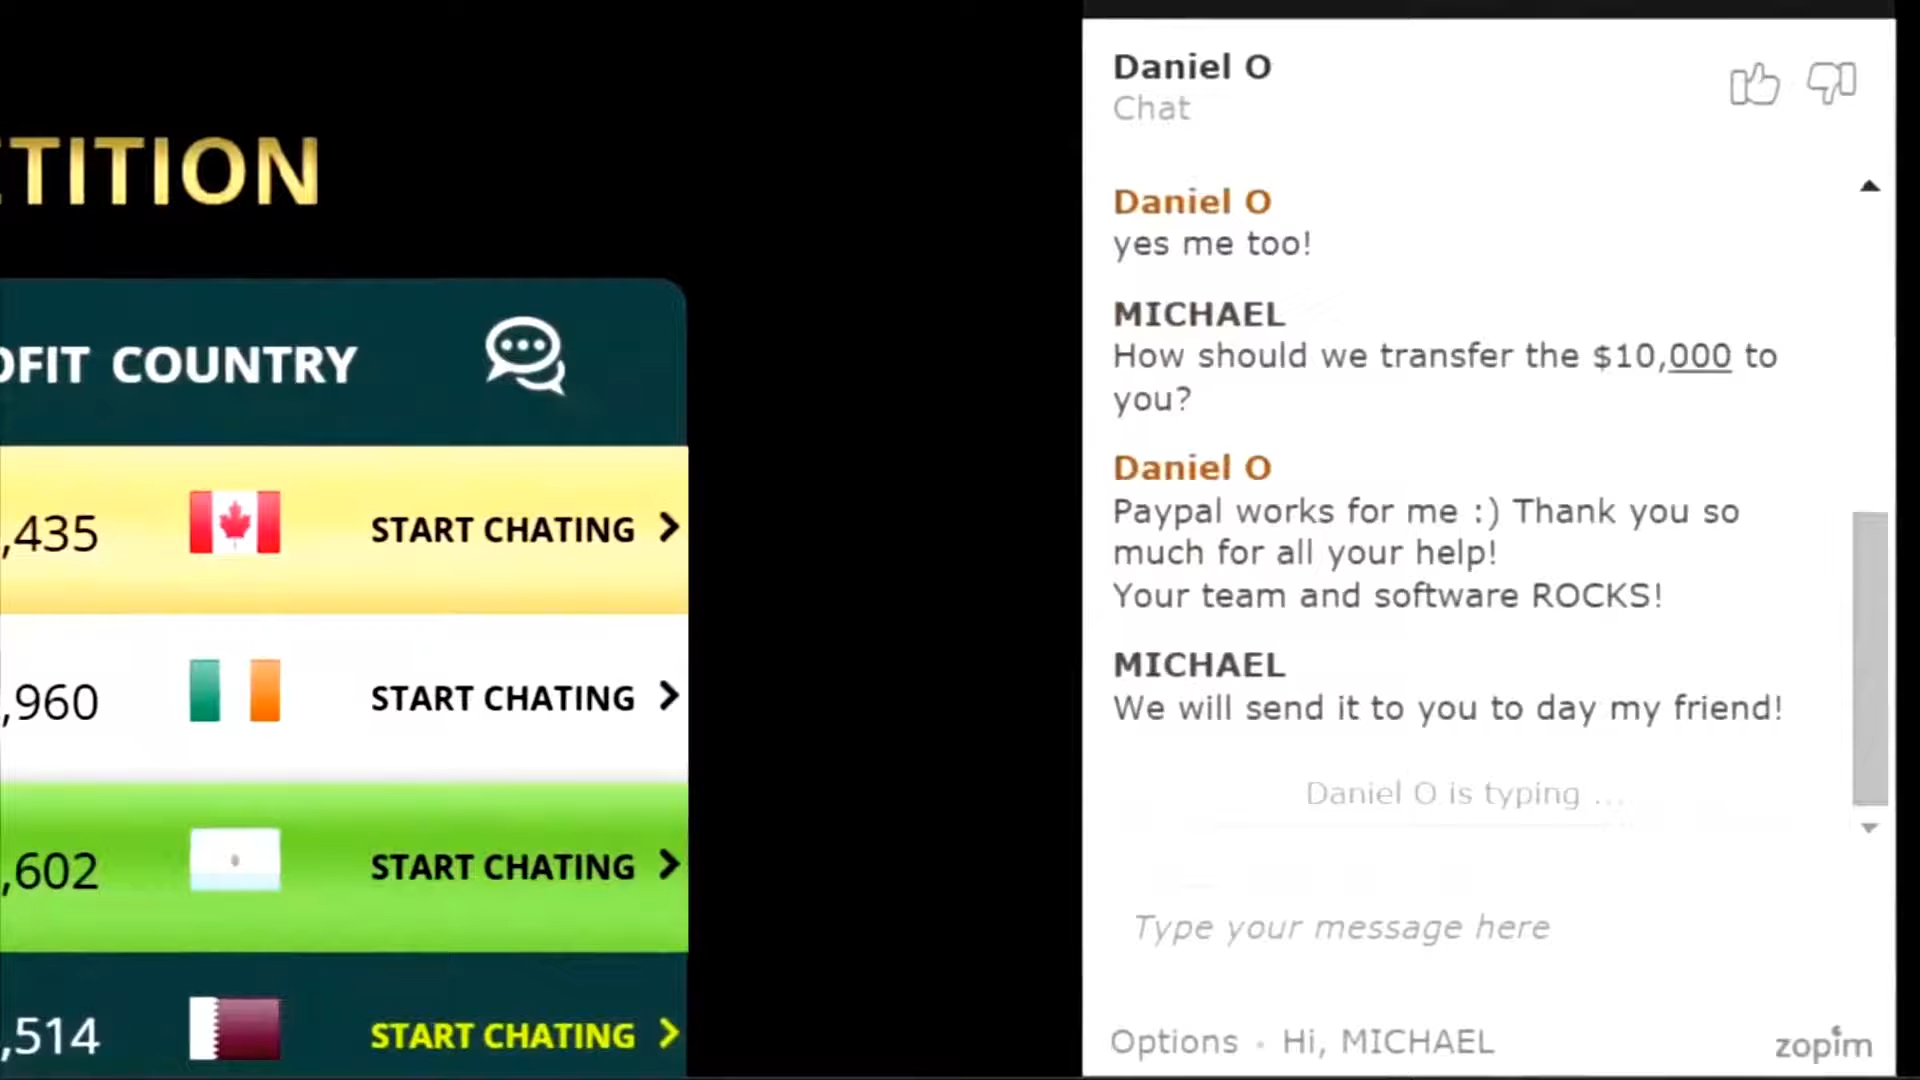 ETITION
OFIT COUNTRY
,435 START CHATING >
,960 START CHATING >
,602 START CHATING >
,514 START CHATING >
Daniel O
Chat
Daniel O
yes me too!
MICHAEL
How should we transfer the $10,000 to
you?
Daniel O
Paypal works for me :) Thank you so
much for all your help!
Your team and software ROCKS!
MICHAEL
We will send it to you to day my friend!
Daniel O is typing ....
Type your message here
Options • Hi, MICHAEL
zopim